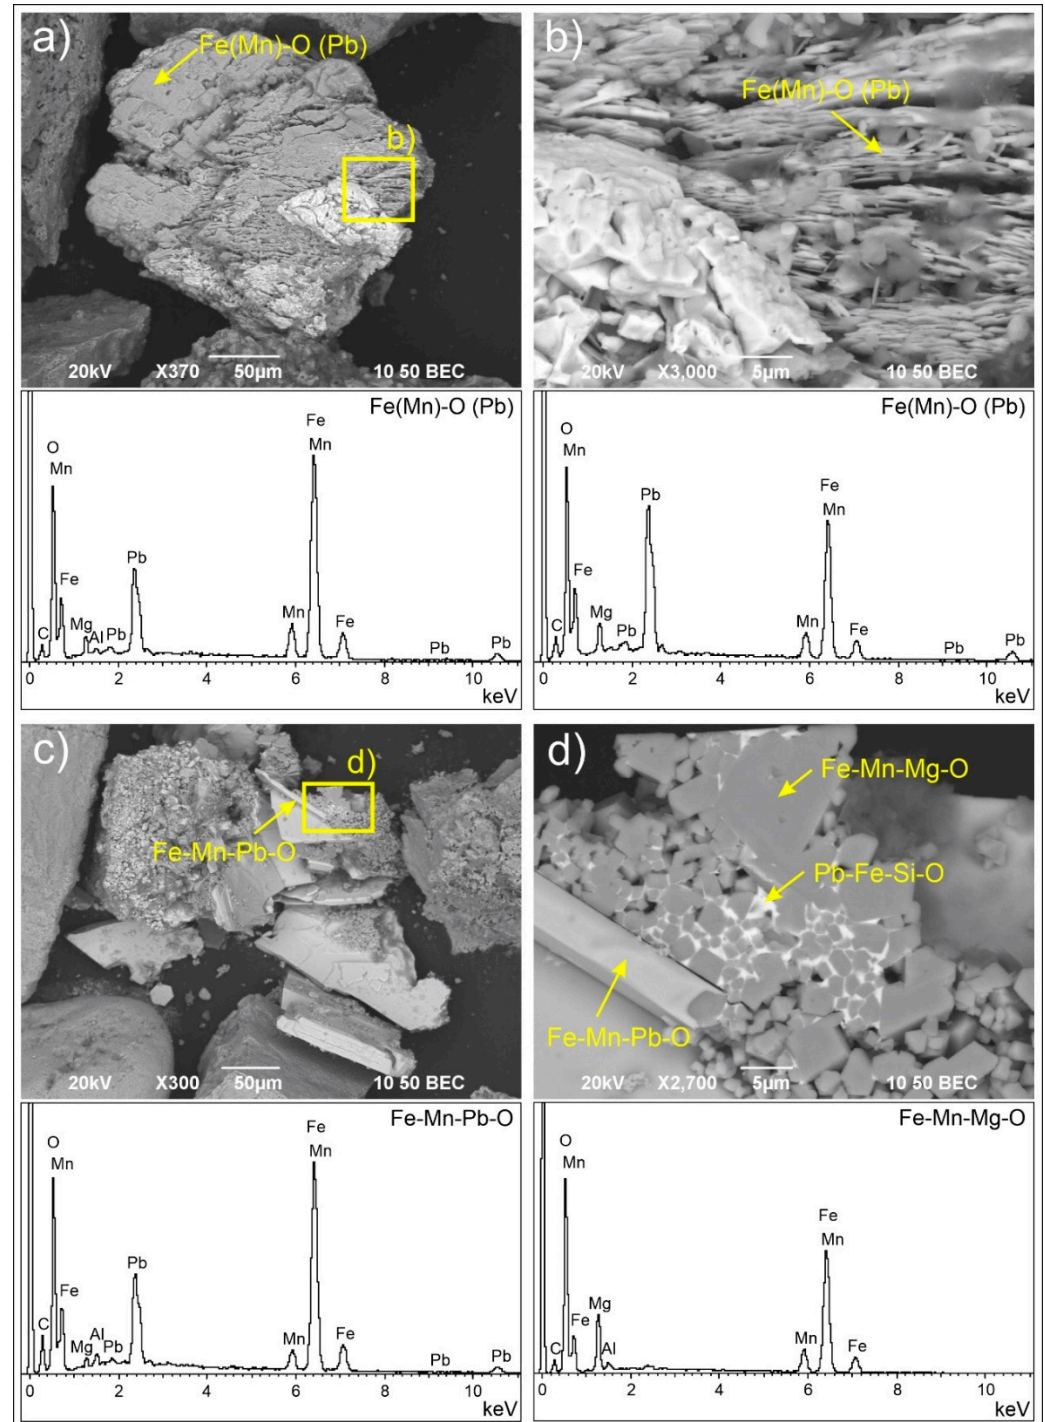 a)
Fe(Mn)-O (Pb)
b)
20kV X370 50µm 10 50 BEC
b)
Fe(Mn)-O (Pb)
20kV X3,000 5µm 10 50 BEC
Fe(Mn)-O (Pb)
O
Mn
Fe
C
Mg
Al
Pb
Pb
Mn
Fe
Mn
Fe
Pb
Pb
0 2 4 6 8 10
keV
Fe(Mn)-O (Pb)
O
Mn
Fe
C
Mg
Pb
Pb
Mn
Fe
Mn
Fe
Pb
Pb
0 2 4 6 8 10
keV
c)
d)
Fe-Mn-Pb-O
20kV X300 50µm 10 50 BEC
d)
Fe-Mn-Mg-O
Pb-Fe-Si-O
Fe-Mn-Pb-O
20kV X2,700 5µm 10 50 BEC
Fe-Mn-Pb-O
O
Mn
Fe
C
Mg
Al
Pb
Pb
Mn
Fe
Mn
Fe
Pb
Pb
0 2 4 6 8 10
keV
Fe-Mn-Mg-O
O
Mn
Fe
C
Mg
Al
Mn
Fe
Mn
Fe
0 2 4 6 8 10
keV